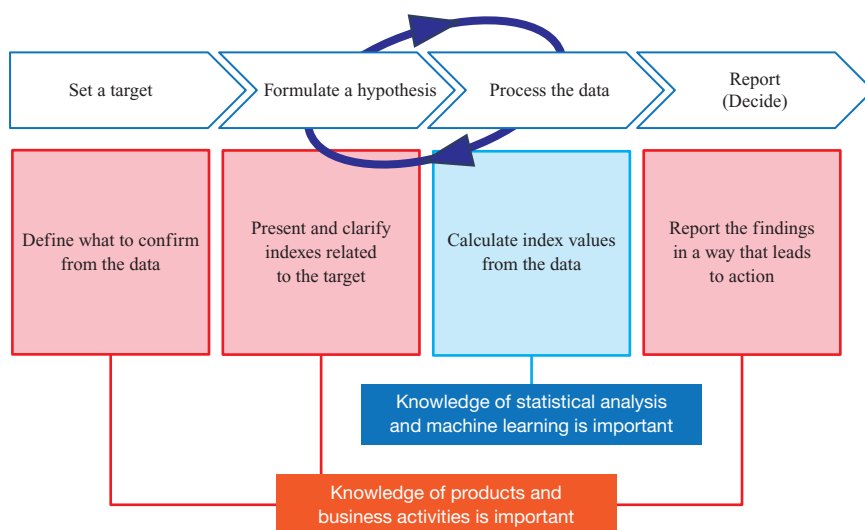 Set a target
Formulate a hypothesis
Process the data
Report
(Decide)
Define what to confirm
from the data
Present and clarify
indexes related
to the target
Calculate index values
from the data
Report the findings
in a way that leads
to action
Knowledge of statistical analysis
and machine learning is important
Knowledge of products and
business activities is important